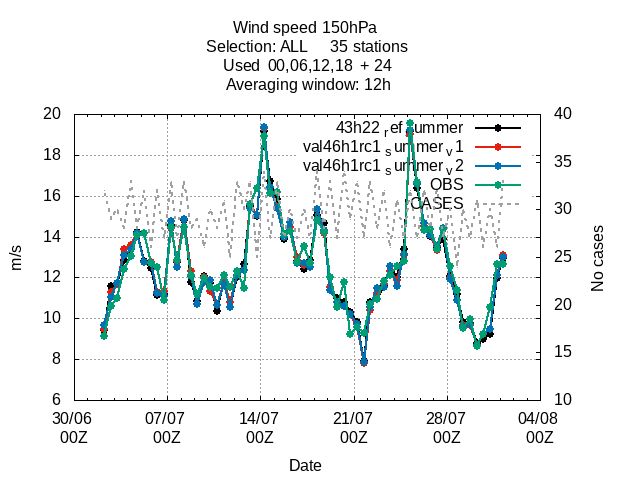 Wind speed 150hPa
Selection: ALL 35 stations
Used 00,06,12,18 + 24
Averaging window: 12h
43h22_ref_summer
val46h1rc1_summer_v1
val46h1rc1_summer_v2
OBS
CASES
20
18
16
14
12
10
8
6
m/s
40
35
30
25
20
15
10
No cases
30/06 07/07 14/07 21/07 28/07 04/08
00Z 00Z 00Z 00Z 00Z 00Z
Date